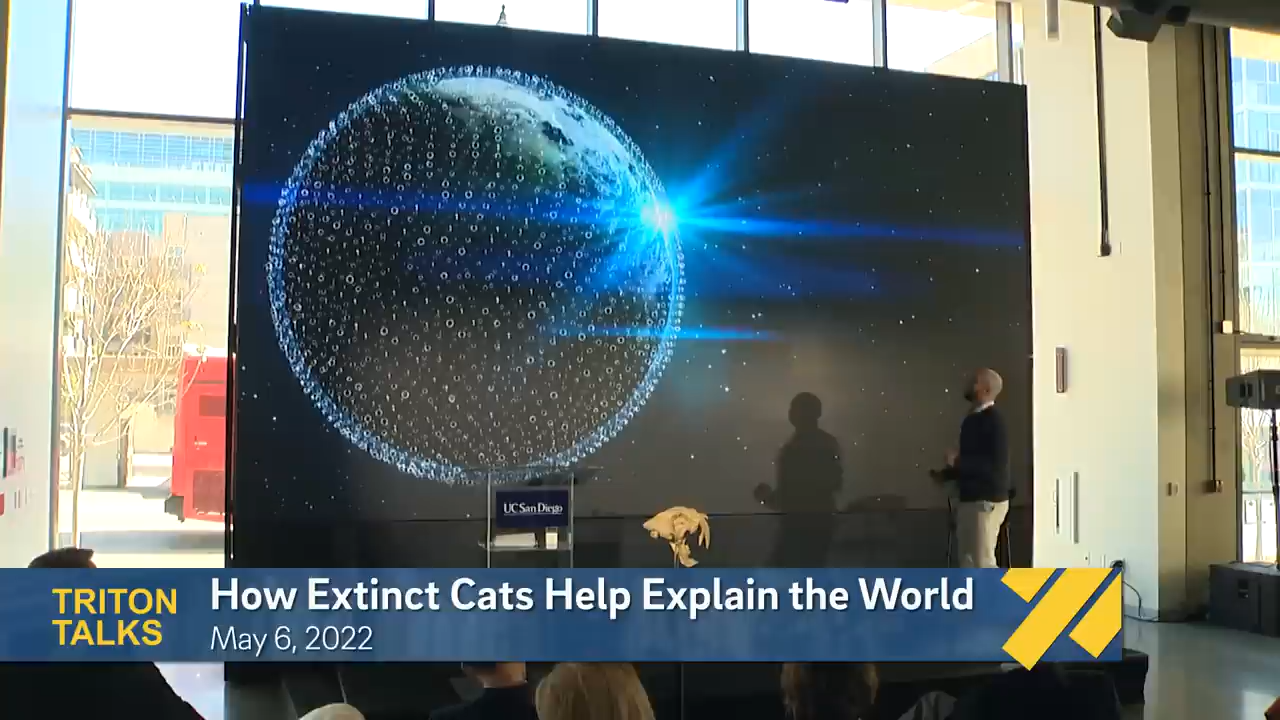 UC San Diego
TRITON
TALKS
How Extinct Cats Help Explain the World
May 6, 2022